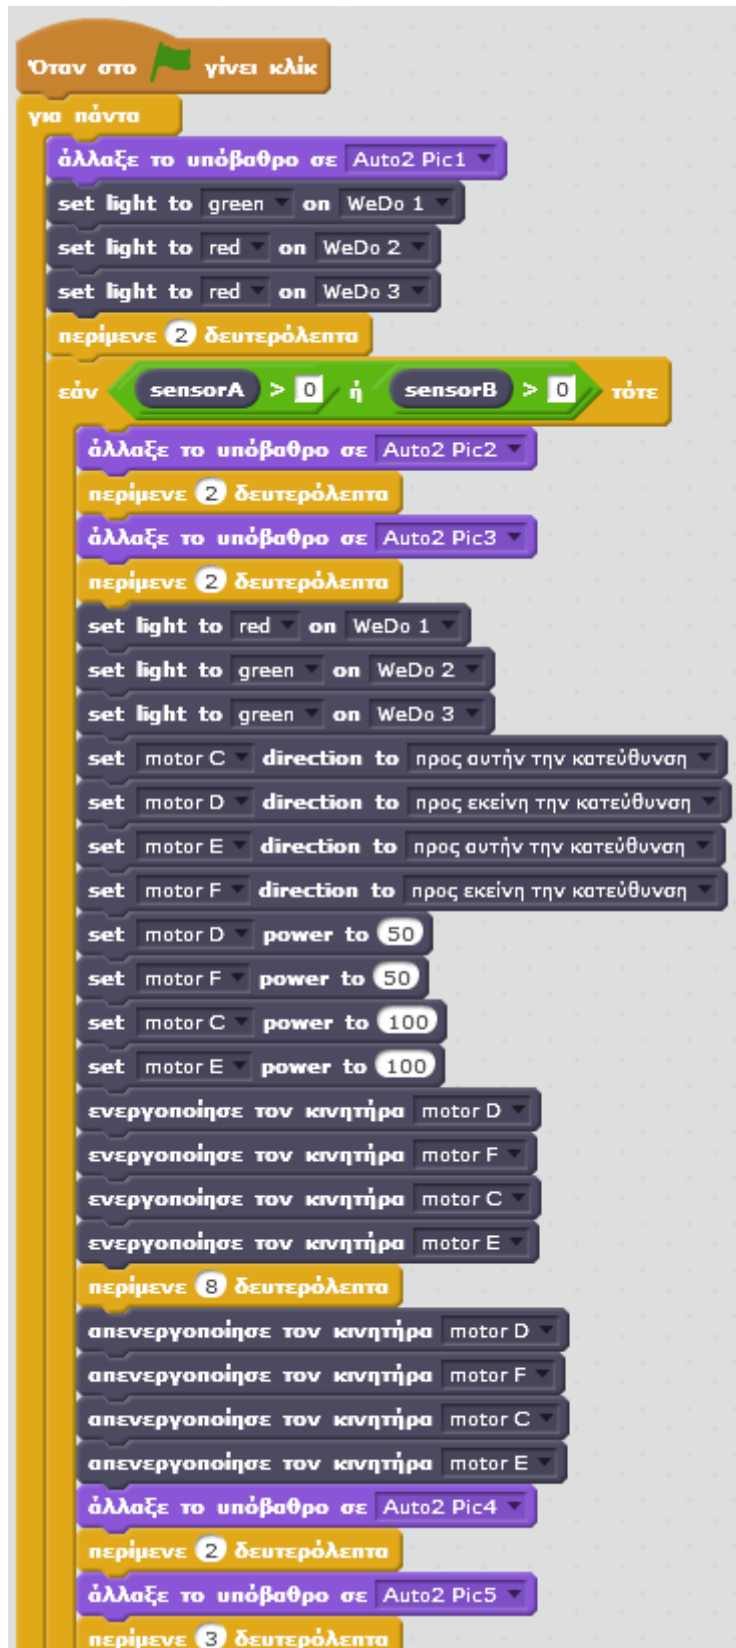 Όταν στο γίνει κλίκ
για πάντα
άλλαξε το υπόβαθρο σε Auto2 Pic1
set light to green on WeDo 1
set light to red on WeDo 2
set light to red on WeDo 3
περίμενε 2 δευτερόλεπτα
εάν sensorA > 0 ή sensorB > 0 τότε
άλλαξε το υπόβαθρο σε Auto2 Pic2
περίμενε 2 δευτερόλεπτα
άλλαξε το υπόβαθρο σε Auto2 Pic3
περίμενε 2 δευτερόλεπτα
set light to red on WeDo 1
set light to green on WeDo 2
set light to green on WeDo 3
set motor C direction to προς αυτήν την κατεύθυνση
set motor D direction to προς εκείνη την κατεύθυνση
set motor E direction to προς αυτήν την κατεύθυνση
set motor F direction to προς εκείνη την κατεύθυνση
set motor D power to 50
set motor F power to 50
set motor C power to 100
set motor E power to 100
ενεργοποίησε τον κινητήρα motor D
ενεργοποίησε τον κινητήρα motor F
ενεργοποίησε τον κινητήρα motor C
ενεργοποίησε τον κινητήρα motor E
περίμενε 8 δευτερόλεπτα
απενεργοποίησε τον κινητήρα motor D
απενεργοποίησε τον κινητήρα motor F
απενεργοποίησε τον κινητήρα motor C
απενεργοποίησε τον κινητήρα motor E
άλλαξε το υπόβαθρο σε Auto2 Pic4
περίμενε 2 δευτερόλεπτα
άλλαξε το υπόβαθρο σε Auto2 Pic5
περίμενε 3 δευτερόλεπτα